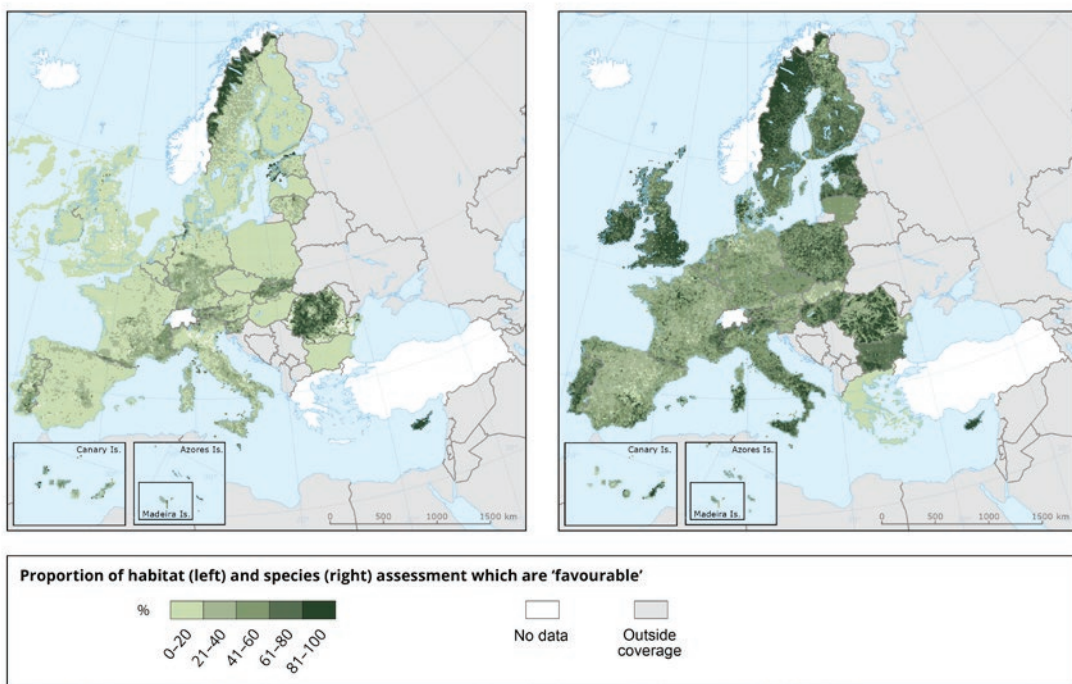 Canary Is.
Azores Is.
Madeira Is.
0 500 1000 1500 km
Canary Is.
Azores Is.
Madeira Is.
0 500 1000 1500 km
Proportion of habitat (left) and species (right) assessment which are ‘favourable’
%
0–20
21–40
41–60
61–80
81–100
No data
Outside
coverage